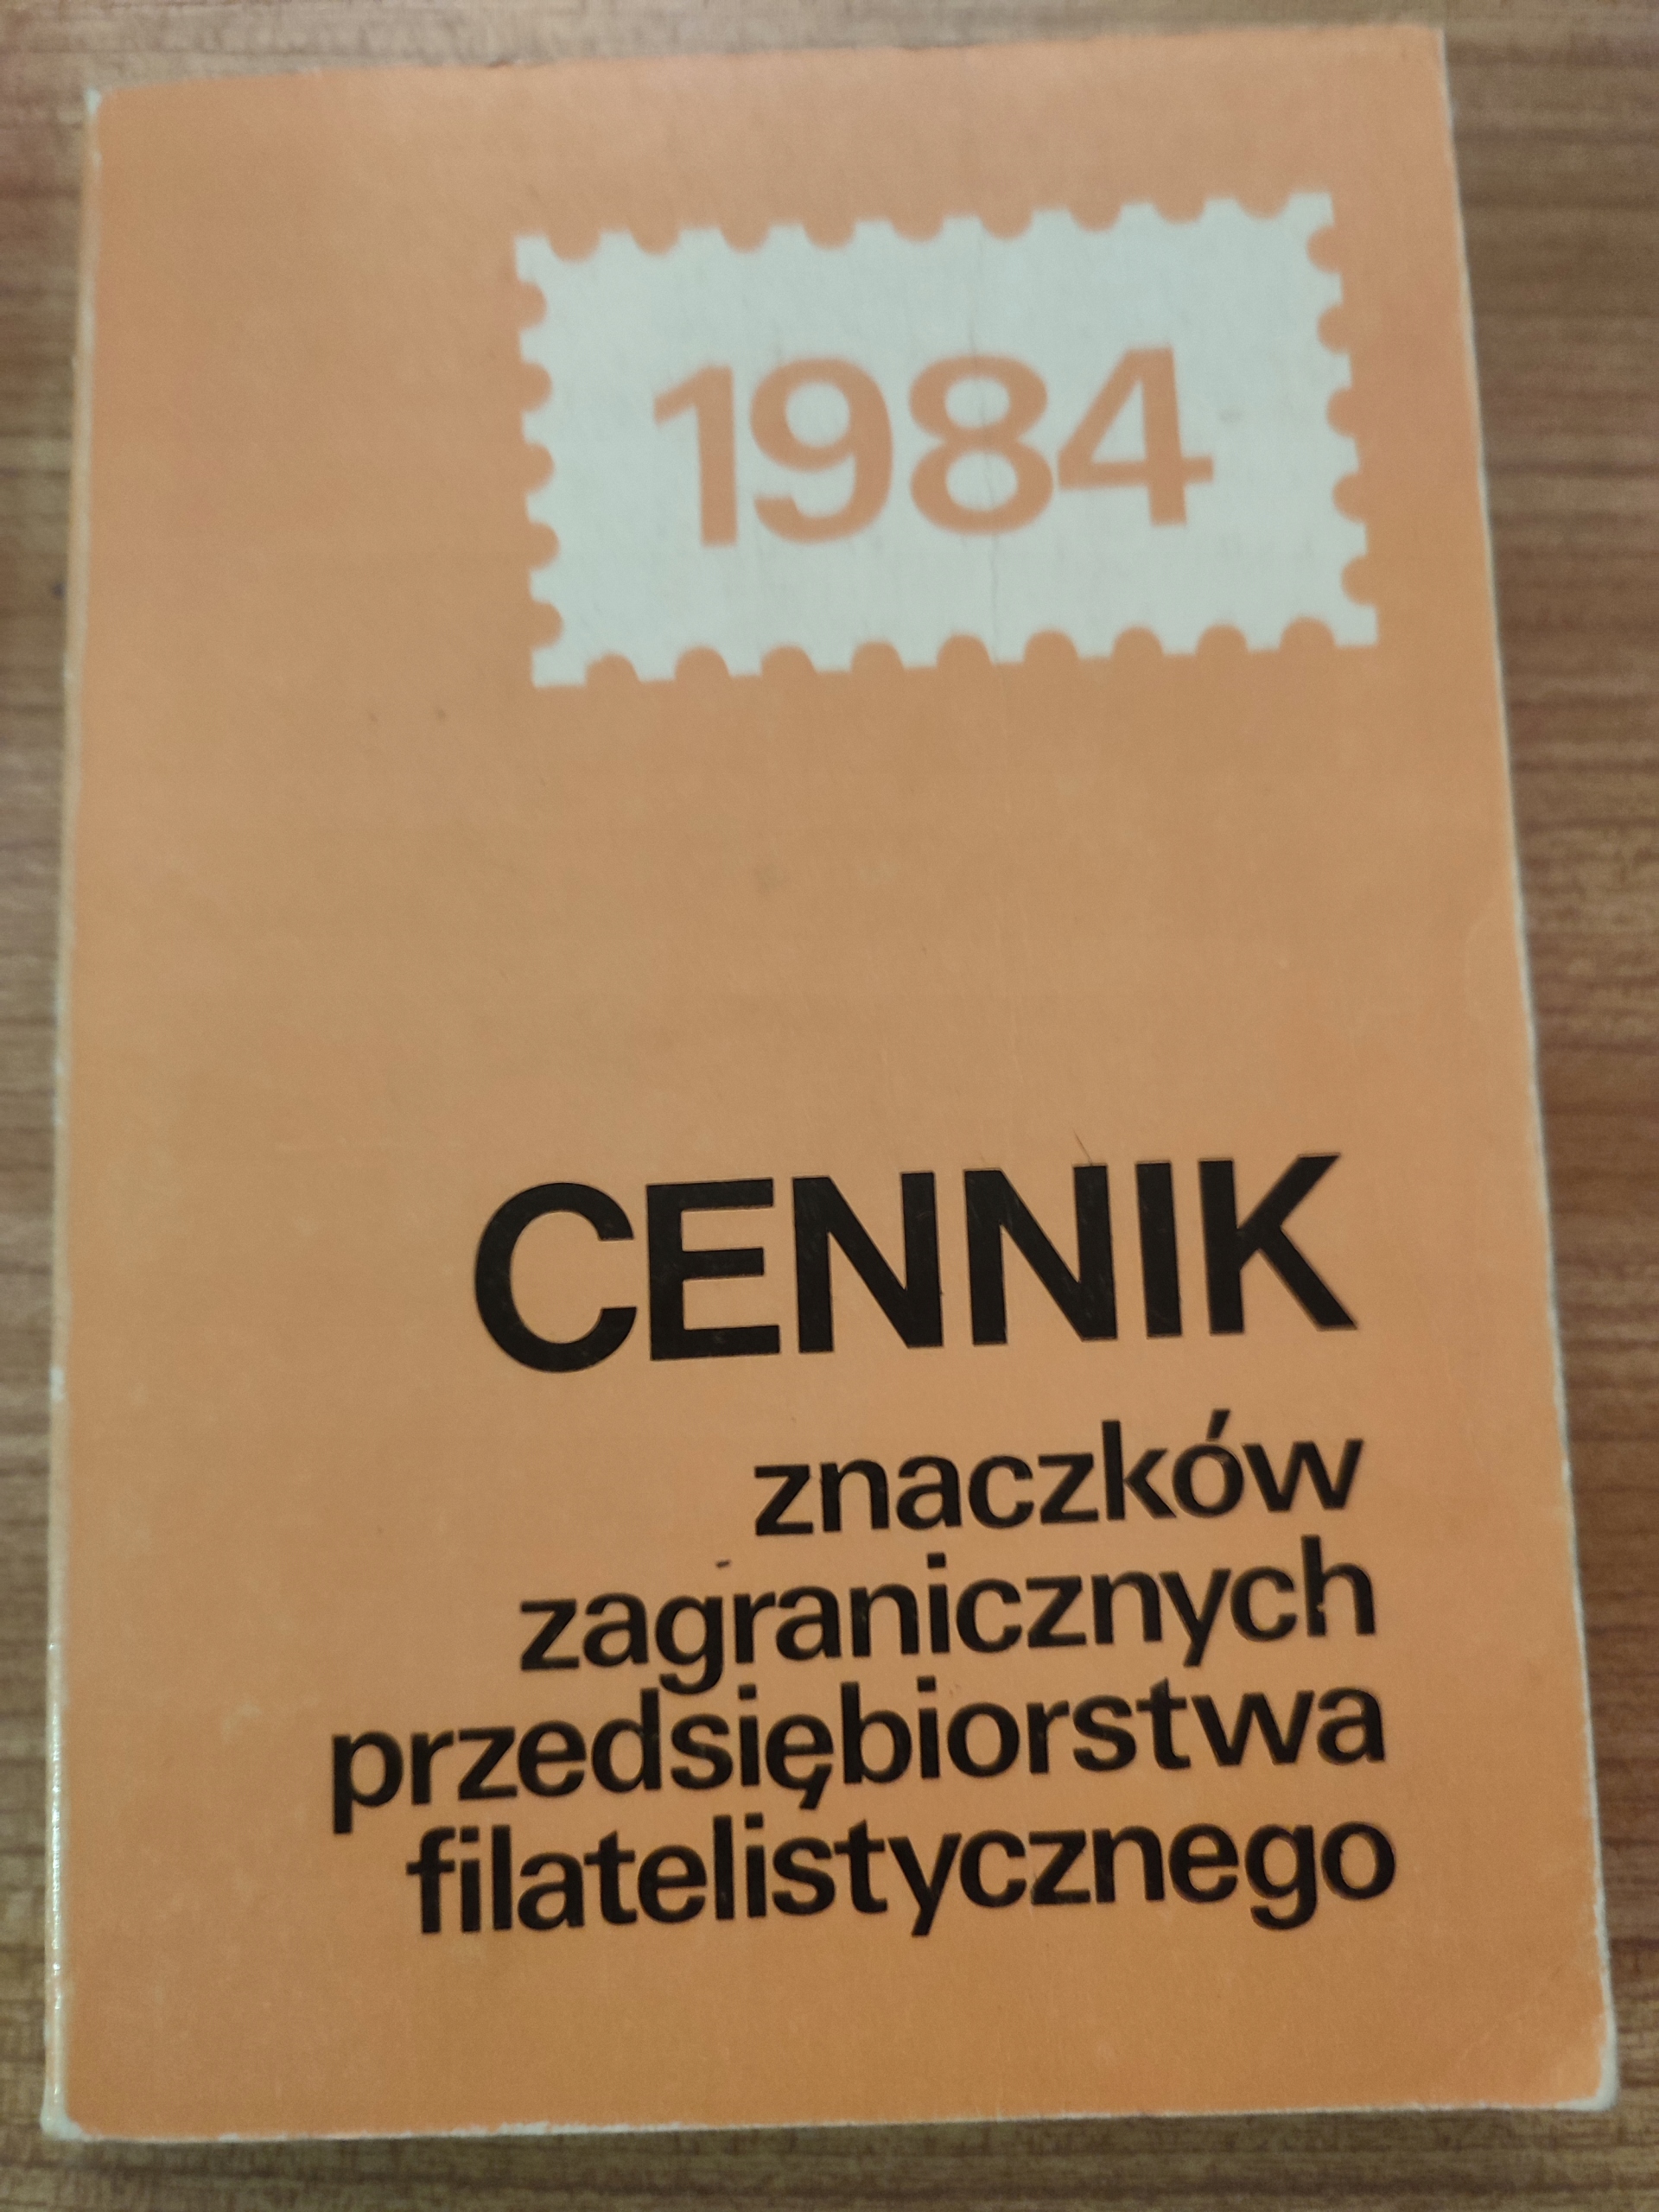 1984
CENNIK
znaczków
zagranicznych
przedsiębiorstwa
filatelistycznego